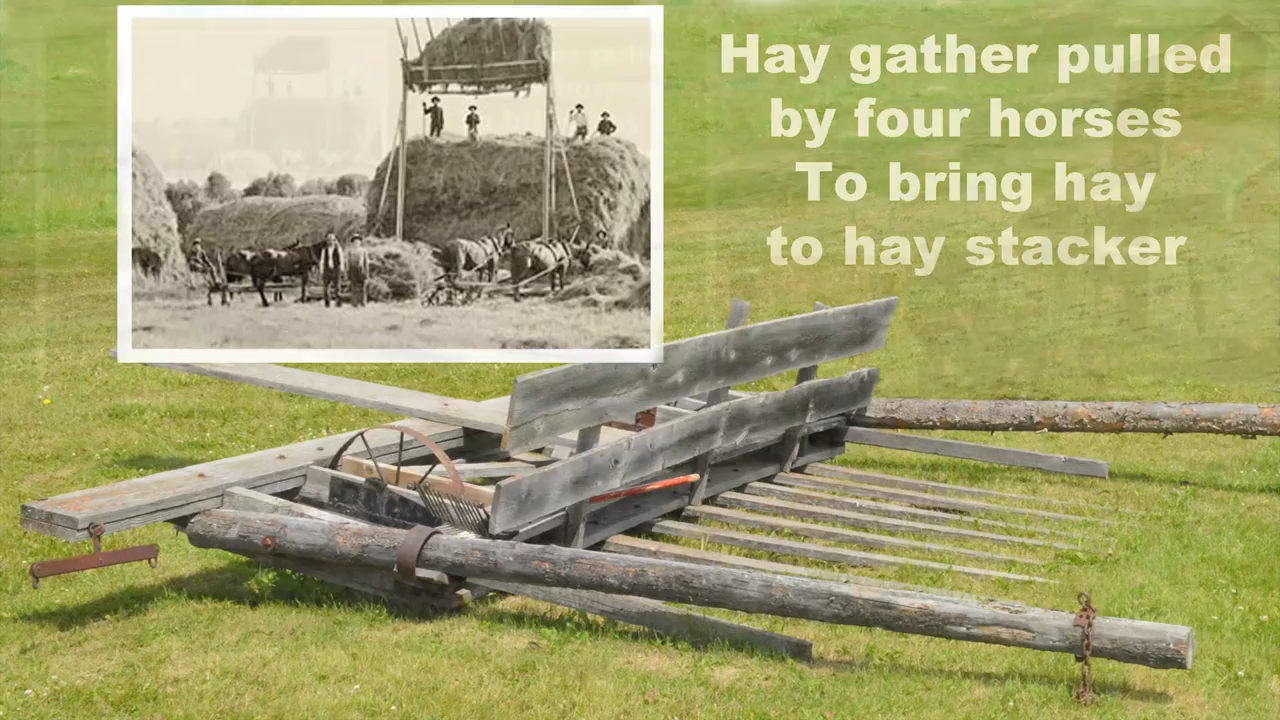 Hay gather pulled
by four horses
To bring hay
to hay stacker